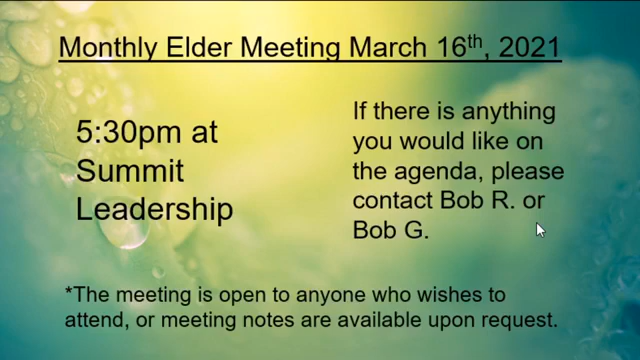 Monthly Elder Meeting March 16th, 2021
5:30pm at
Summit
Leadership
If there is anything
you would like on
the agenda, please
contact Bob R. or
Bob G.
*The meeting is open to anyone who wishes to
attend, or meeting notes are available upon request.